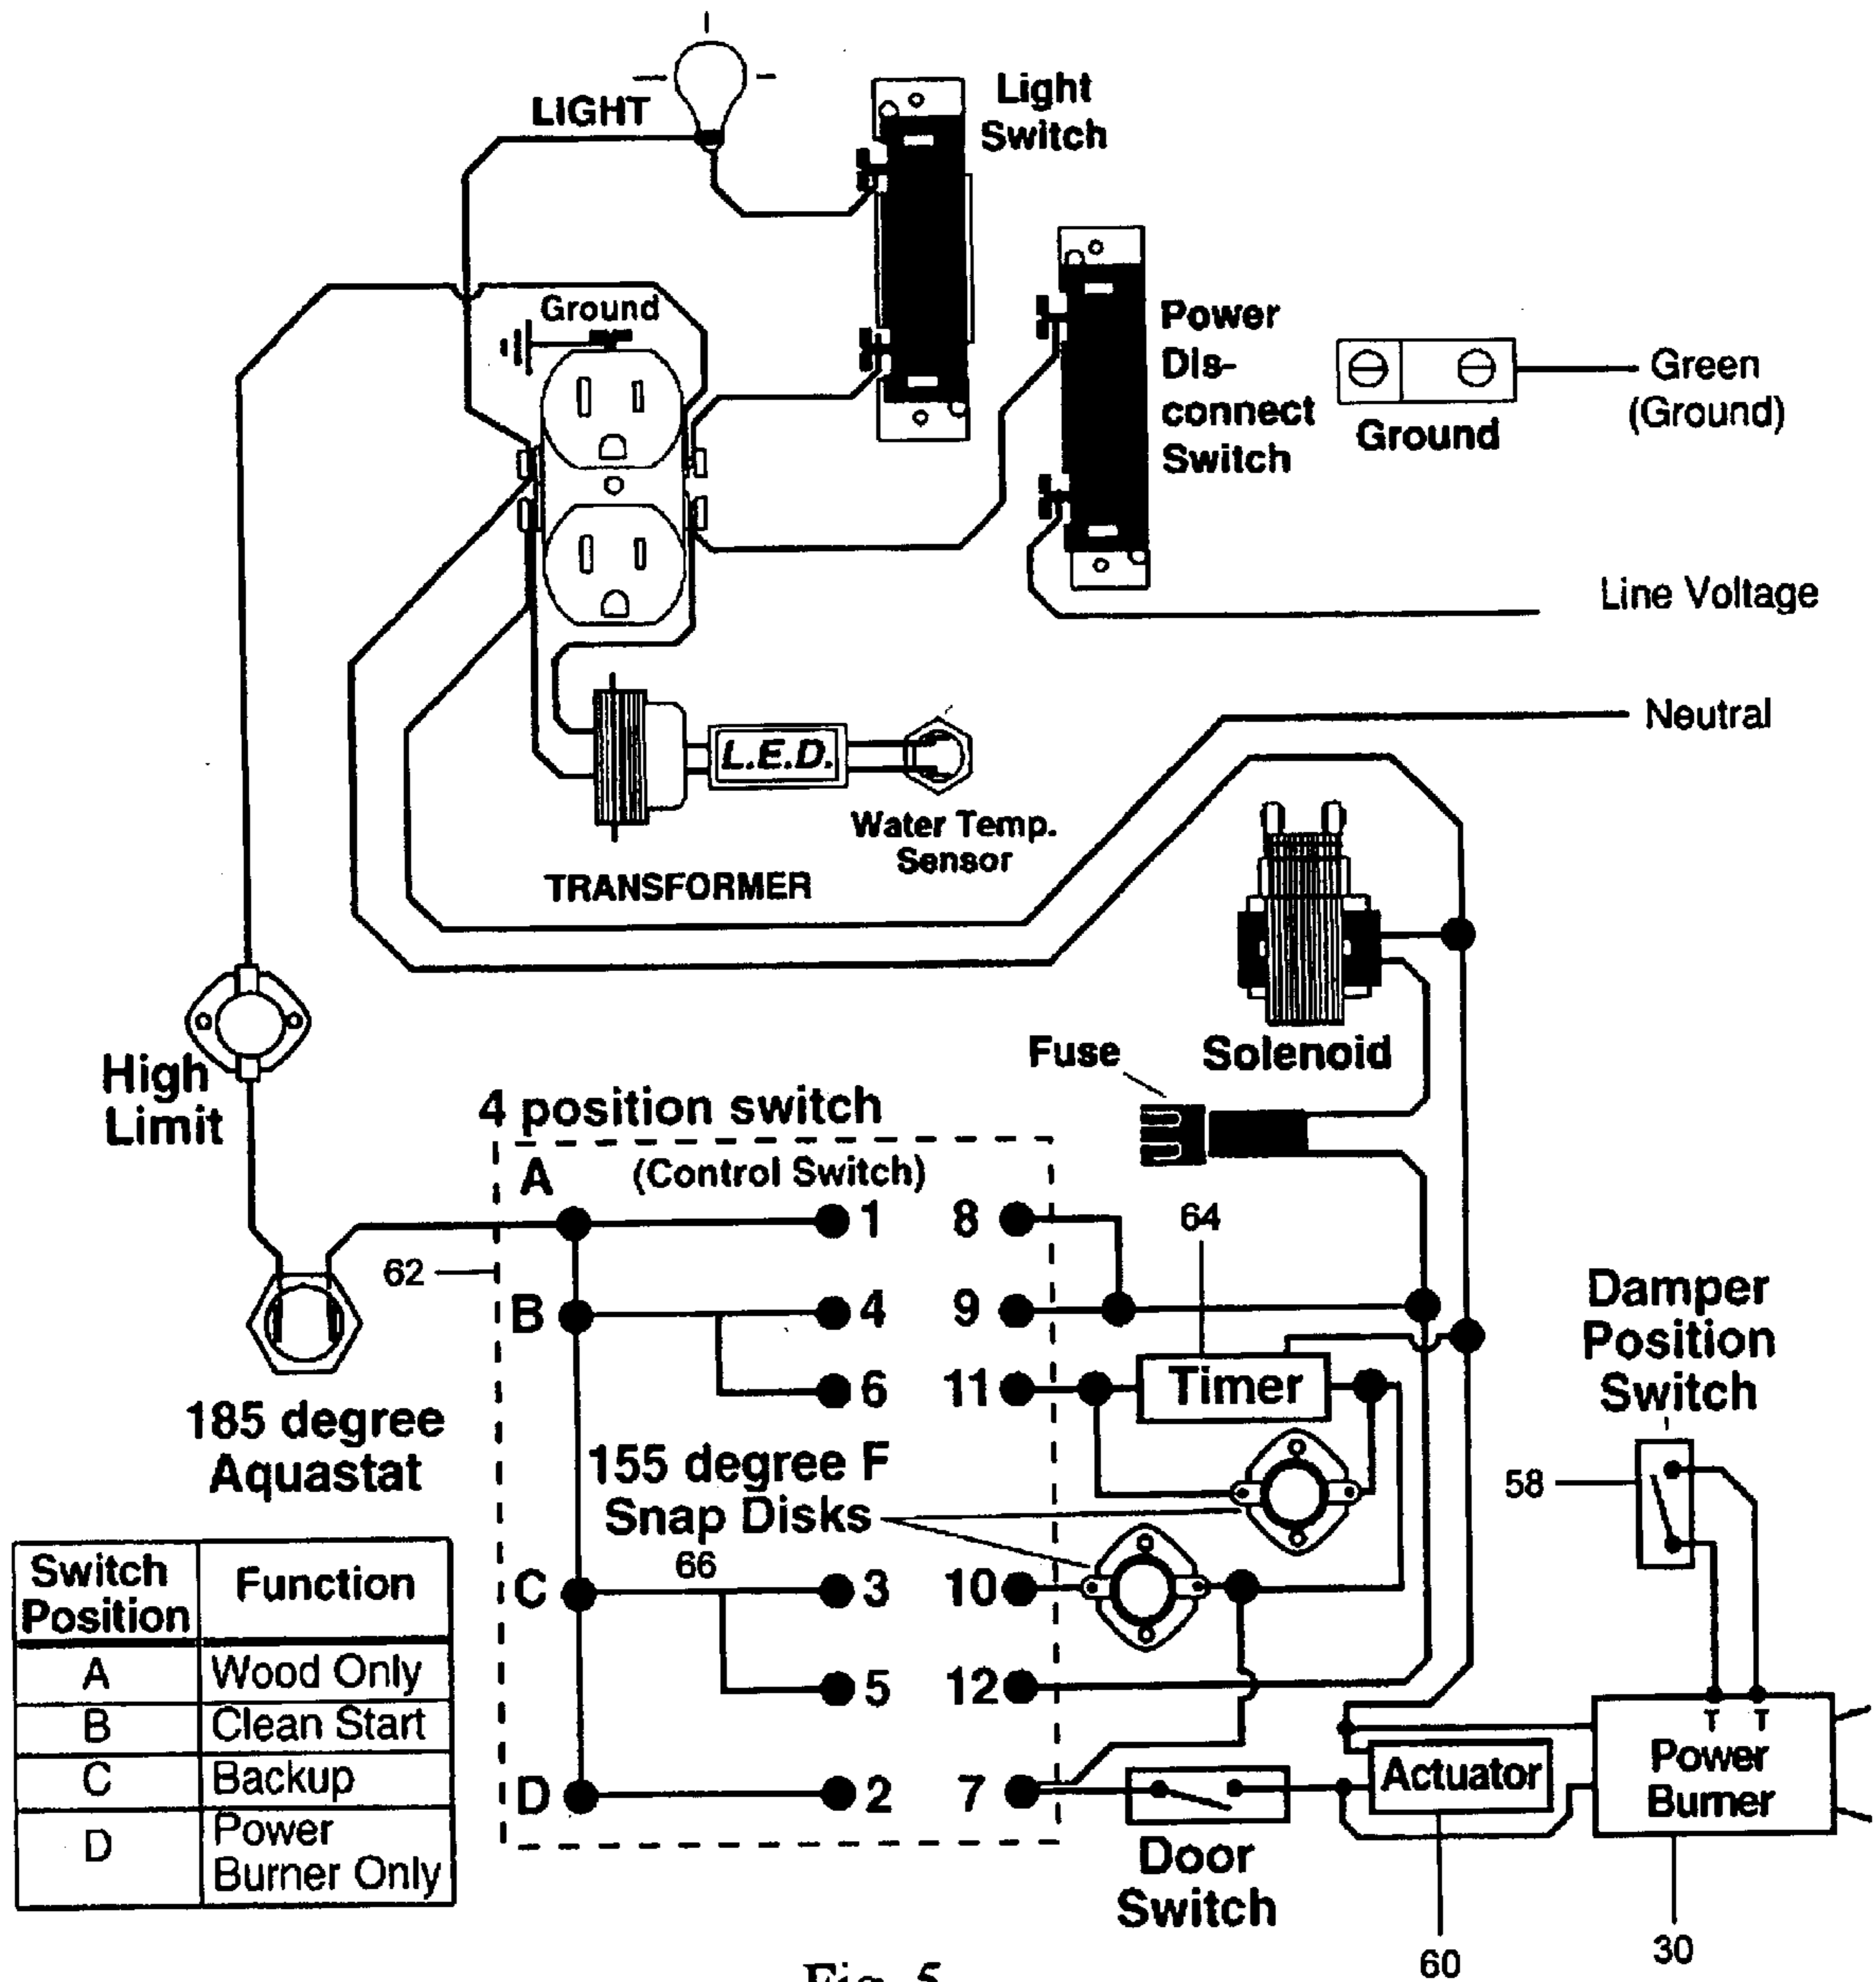 LIGHT
Light
Switch
Ground
Power
Dis-
connect
Switch
Ground
Green
(Ground)
Line Voltage
Neutral
L.E.D.
Water Temp.
Sensor
TRANSFORMER
Solenoid
Fuse
High
Limit
4 position switch
(Control Switch)
A
1
8
64
62
B
4
9
6
11
Timer
Damper
Position
Switch
58
185 degree
Aquastat
155 degree F
Snap Disks
66
C
3
10
5
12
D
2
7
Door
Switch
Actuator
60
T T
Power
Burner
30
Switch Position
Function
A
Wood Only
B
Clean Start
C
Backup
D
Power
Burner Only
Fig. 5